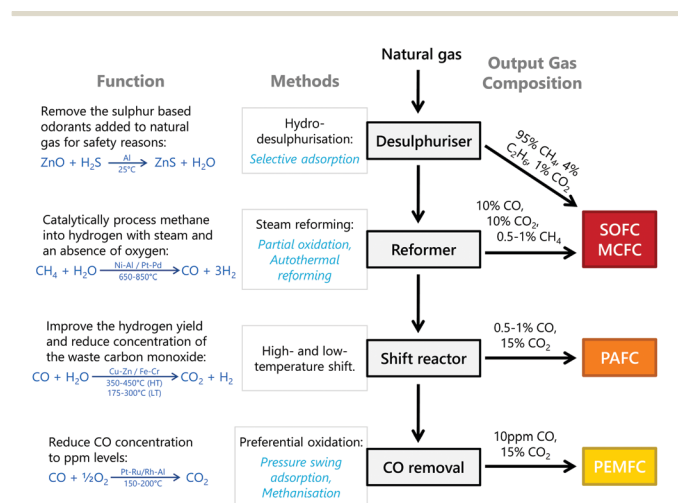 Natural gas
Function
Methods
Output Gas
Composition
Remove the sulphur based
odorants added to natural
gas for safety reasons:
ZnO + H₂S →(Al / 25°C) ZnS + H₂O
Hydro-
desulphurisation:
Selective adsorption
Desulphuriser
95% CH₄, 4%
C₂H₆, 1% CO₂
Catalytically process methane
into hydrogen with steam and
an absence of oxygen:
CH₄ + H₂O →(Ni-Al / Pt-Pd / 650-850°C) CO + 3H₂
Steam reforming:
Partial oxidation,
Autothermal
reforming
Reformer
10% CO,
10% CO₂,
0.5-1% CH₄
SOFC
MCFC
Improve the hydrogen yield
and reduce concentration of
the waste carbon monoxide:
CO + H₂O →(Cu-Zn / Fe-Cr / 350-450°C (HT) 175-300°C (LT)) CO₂ + H₂
High- and low-
temperature shift.
Shift reactor
0.5-1% CO,
15% CO₂
PAFC
Reduce CO concentration
to ppm levels:
CO + ½O₂ →(Pt-Ru/Rh-Al / 150-200°C) CO₂
Preferential oxidation:
Pressure swing
adsorption,
Methanisation
CO removal
10ppm CO,
15% CO₂
PEMFC